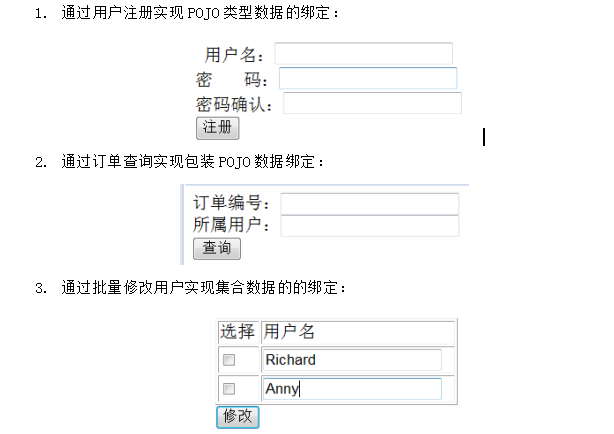 1. 通过用户注册实现 POJO 类型数据的绑定：
用户名：
密 码：
密码确认：
注册
2. 通过订单查询实现包装 POJO 数据绑定：
订单编号：
所属用户：
查询
3. 通过批量修改用户实现集合数据的的绑定：
选择 用户名
Richard
Anny
修改